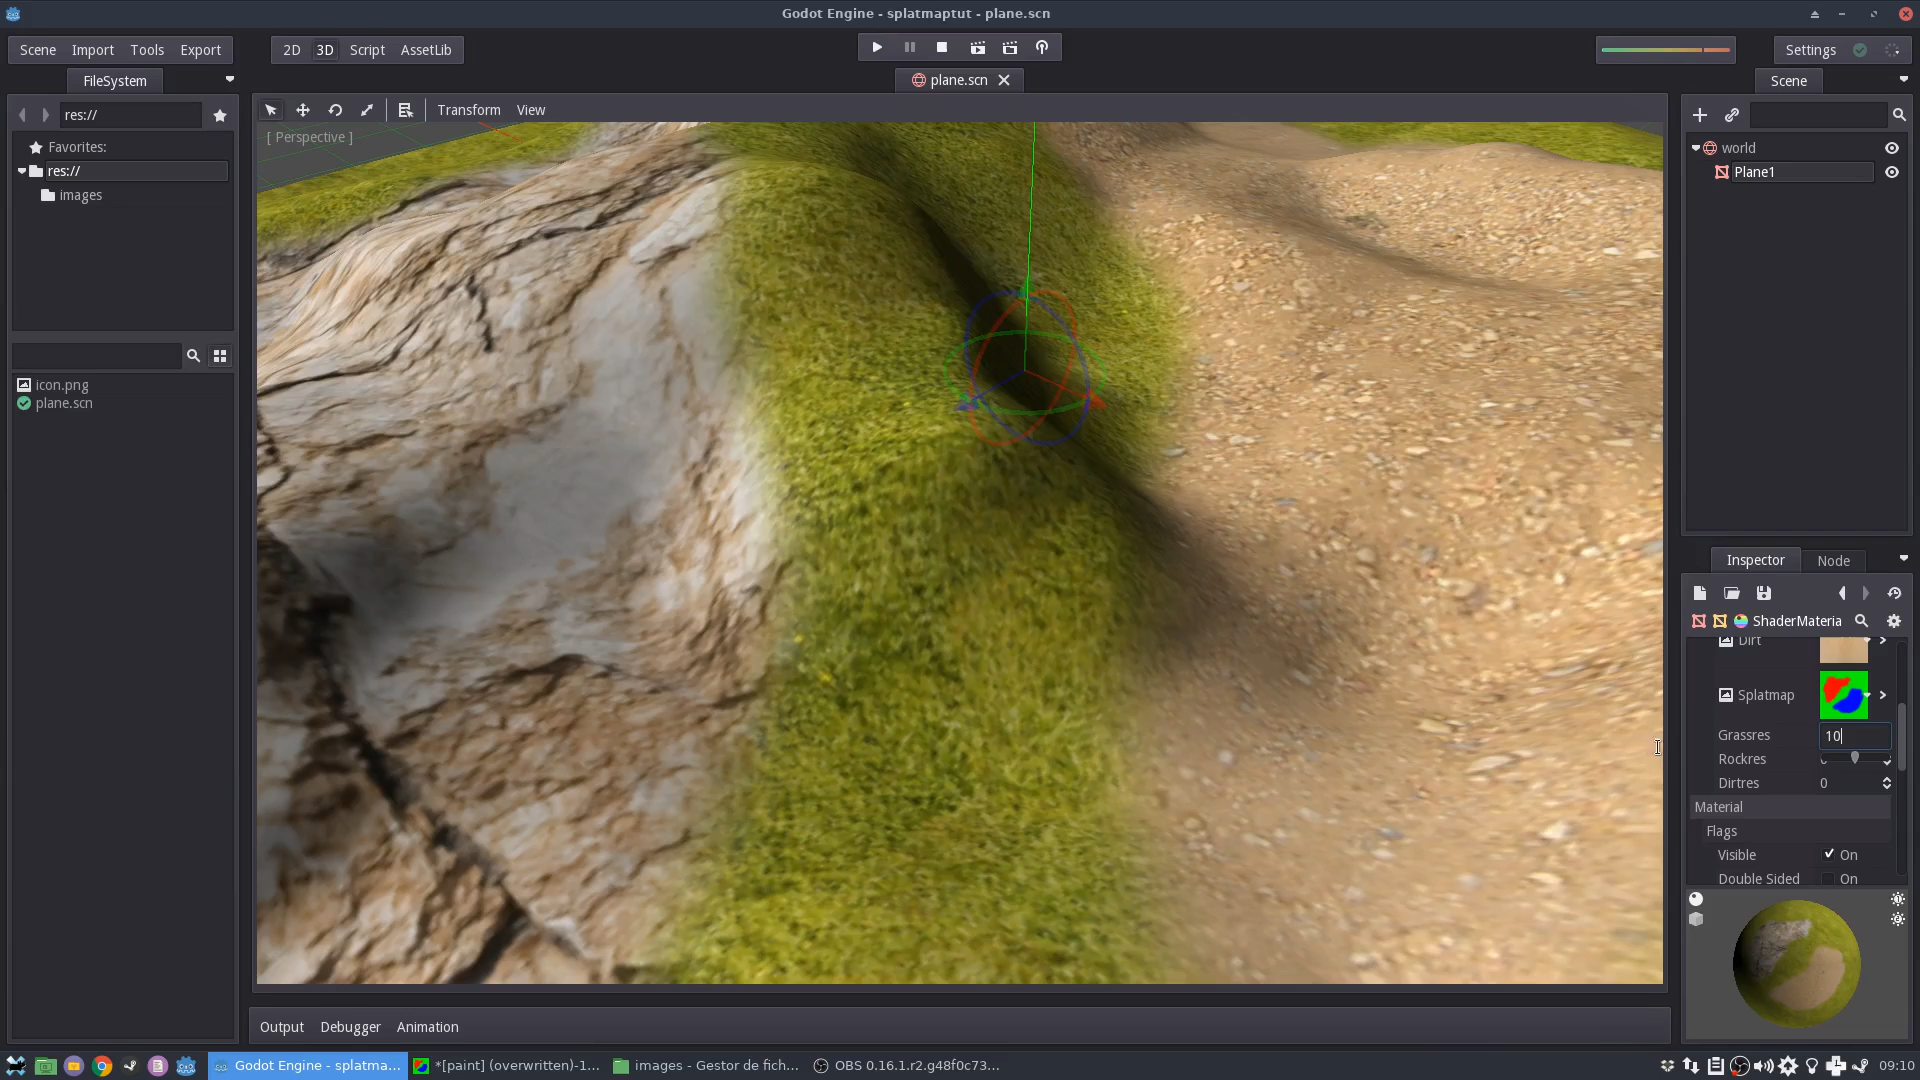 Godot Engine - splatmaptut - plane.scn
Scene Import Tools Export
2D 3D Script AssetLib
Settings
FileSystem
plane.scn
Scene
res://
Transform View
[ Perspective ]
Favorites:
res://
images
world
Plane1
icon.png
plane.scn
Inspector Node
ShaderMateria
Dirt
Splatmap
Grassres 10
Rockres
Dirtres 0
Material
Flags
Visible On
Double Sided On
Output Debugger Animation
Godot Engine - splatma...
*[paint] (overwritten)-1...
images - Gestor de fich...
OBS 0.16.1.r2.g48f0c73...
09:10